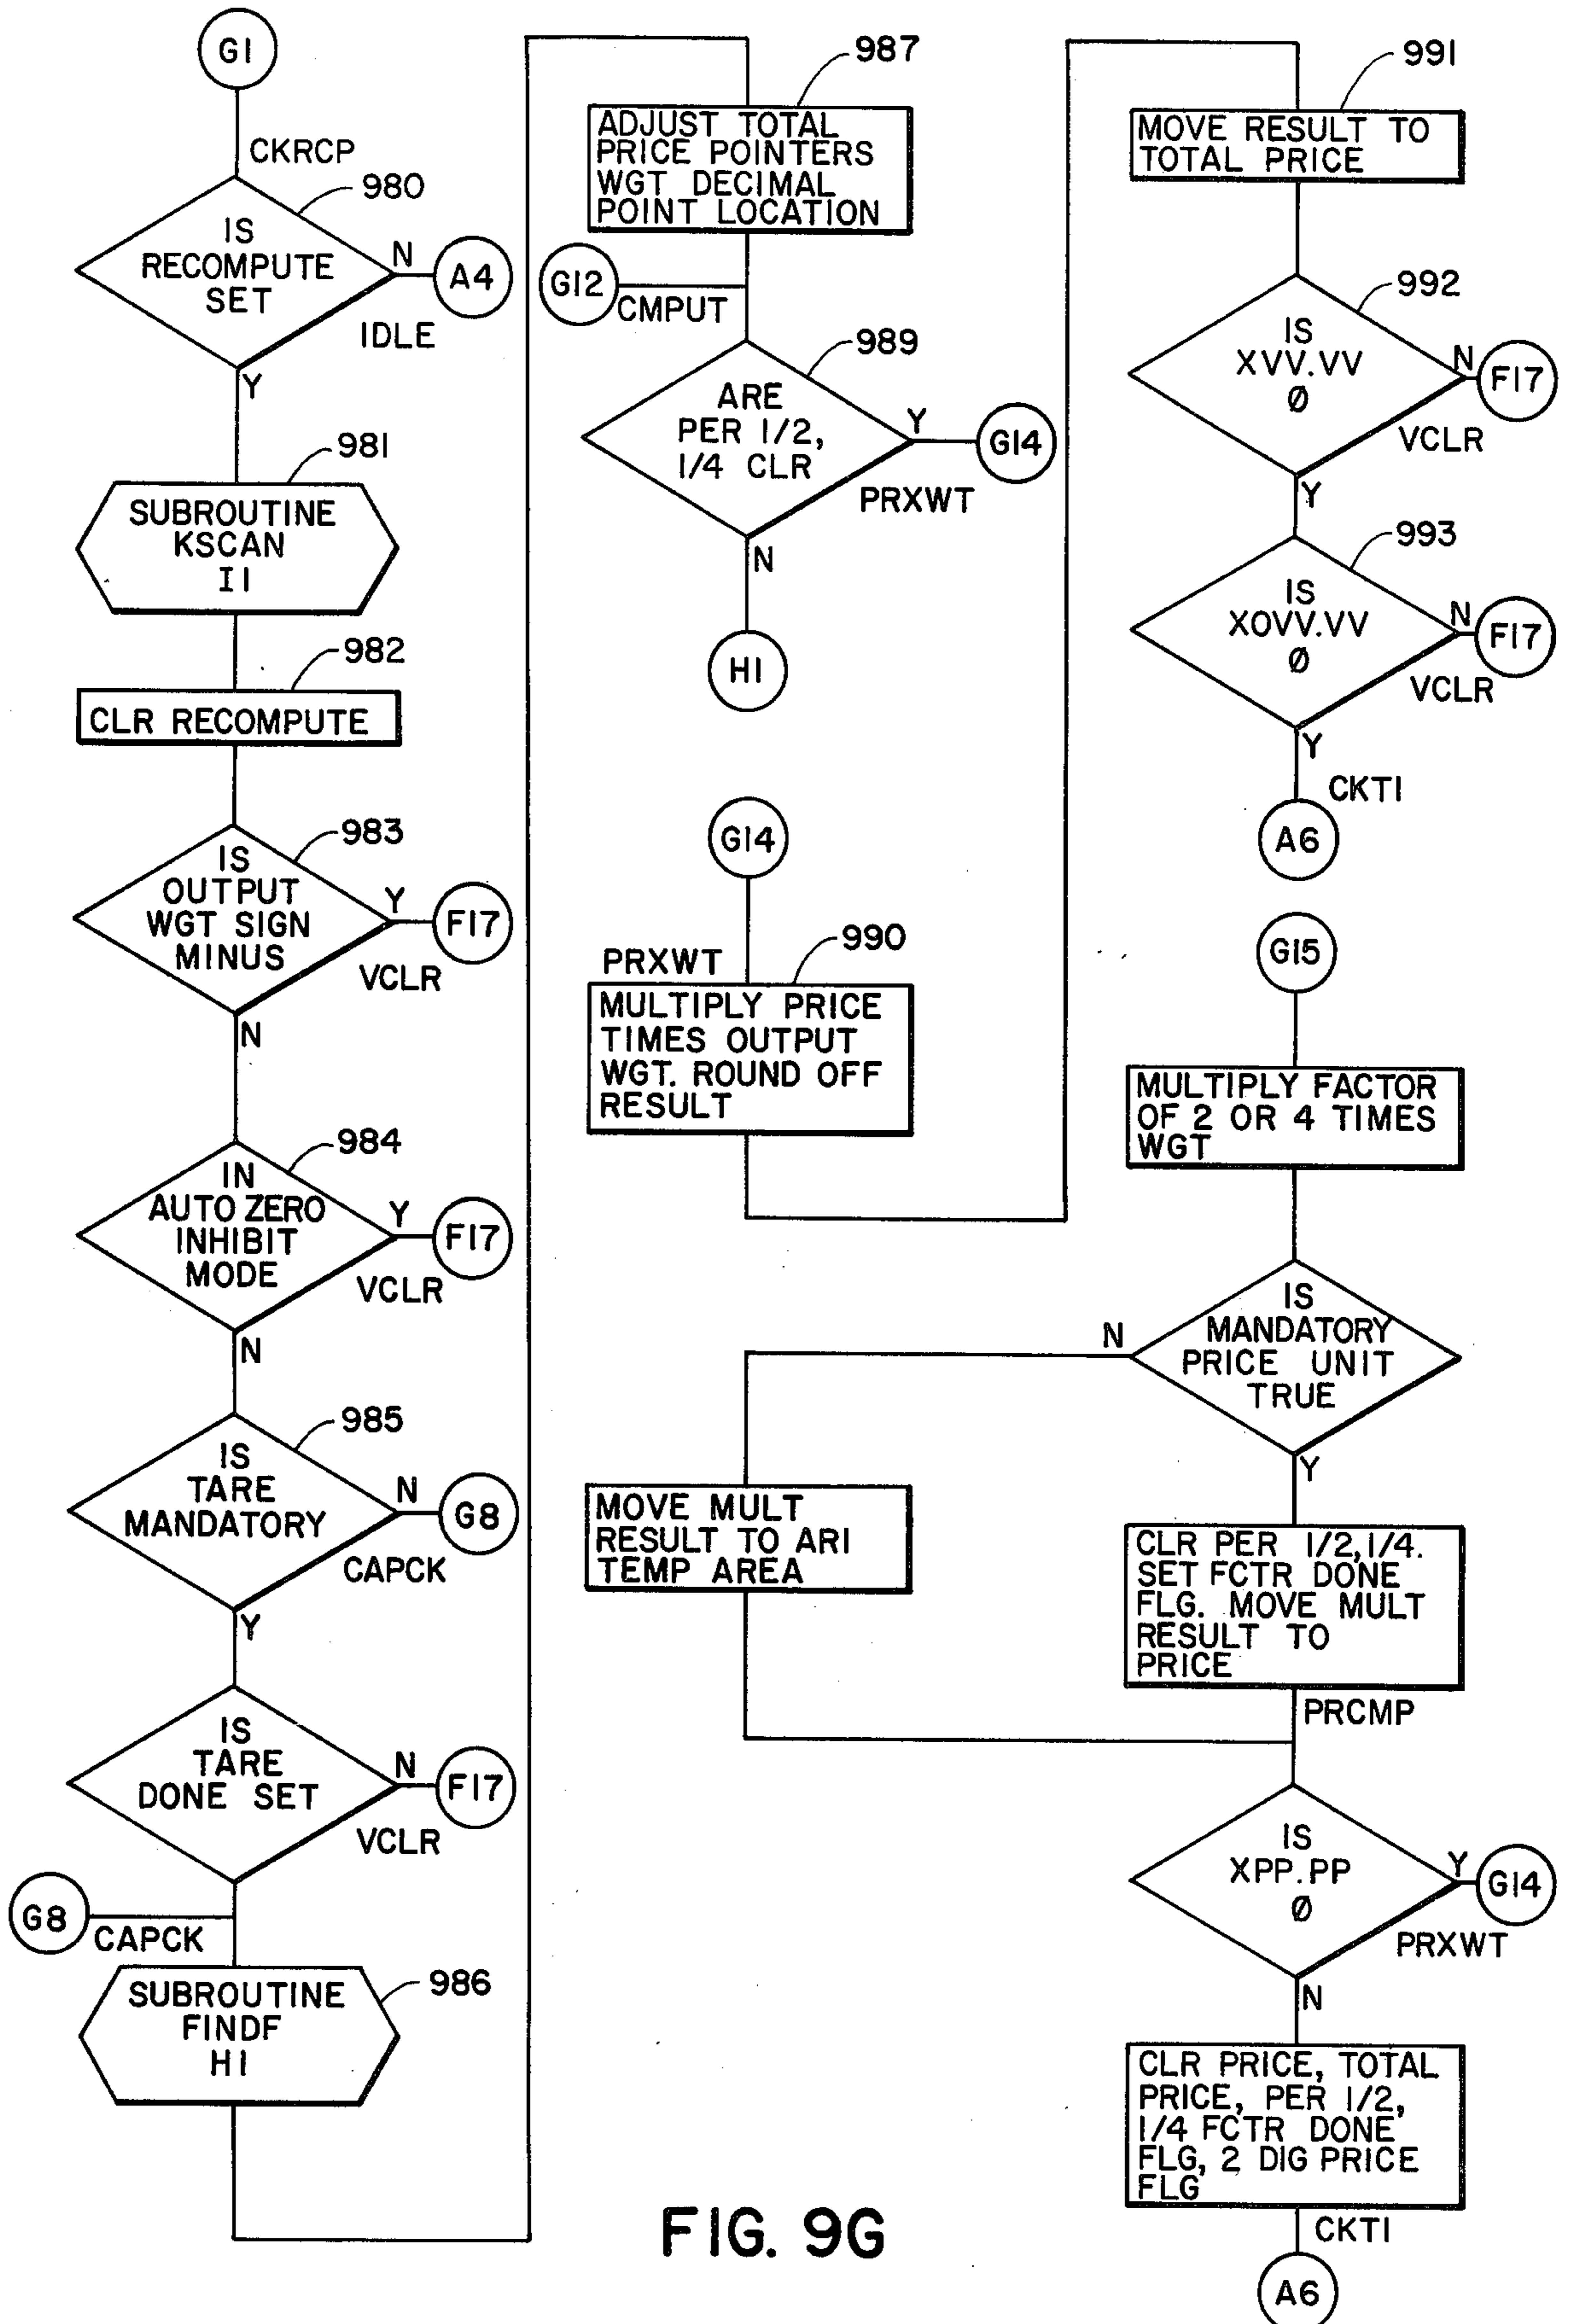 G1
CKRCP
980
IS
RECOMPUTE
SET
N
A4
IDLE
Y
981
SUBROUTINE
KSCAN
I1
982
CLR RECOMPUTE
983
IS
OUTPUT
WGT SIGN
MINUS
Y
F17
VCLR
N
984
IN
AUTO ZERO
INHIBIT
MODE
Y
F17
VCLR
N
985
IS
TARE
MANDATORY
N
G8
CAPCK
Y
IS
TARE
DONE SET
N
F17
VCLR
G8
CAPCK
986
SUBROUTINE
FINDF
H1
987
ADJUST TOTAL
PRICE POINTERS
WGT DECIMAL
POINT LOCATION
G12
CMPUT
989
ARE
PER 1/2,
1/4 CLR
Y
G14
PRXWT
N
H1
G14
PRXWT
990
MULTIPLY PRICE
TIMES OUTPUT
WGT. ROUND OFF
RESULT
991
MOVE RESULT TO
TOTAL PRICE
992
IS
XVV.VV
Ø
N
F17
VCLR
Y
993
IS
XOVV.VV
Ø
N
F17
VCLR
Y
CKTI
A6
G15
MULTIPLY FACTOR
OF 2 OR 4 TIMES
WGT
IS
MANDATORY
PRICE UNIT
TRUE
N
Y
MOVE MULT
RESULT TO ARI
TEMP AREA
CLR PER 1/2,1/4.
SET FCTR DONE
FLG. MOVE MULT
RESULT TO
PRICE
PRCMP
IS
XPP.PP
Ø
Y
G14
PRXWT
N
CLR PRICE, TOTAL
PRICE, PER 1/2,
1/4 FCTR DONE
FLG, 2 DIG PRICE
FLG
CKTI
A6
FIG. 9G